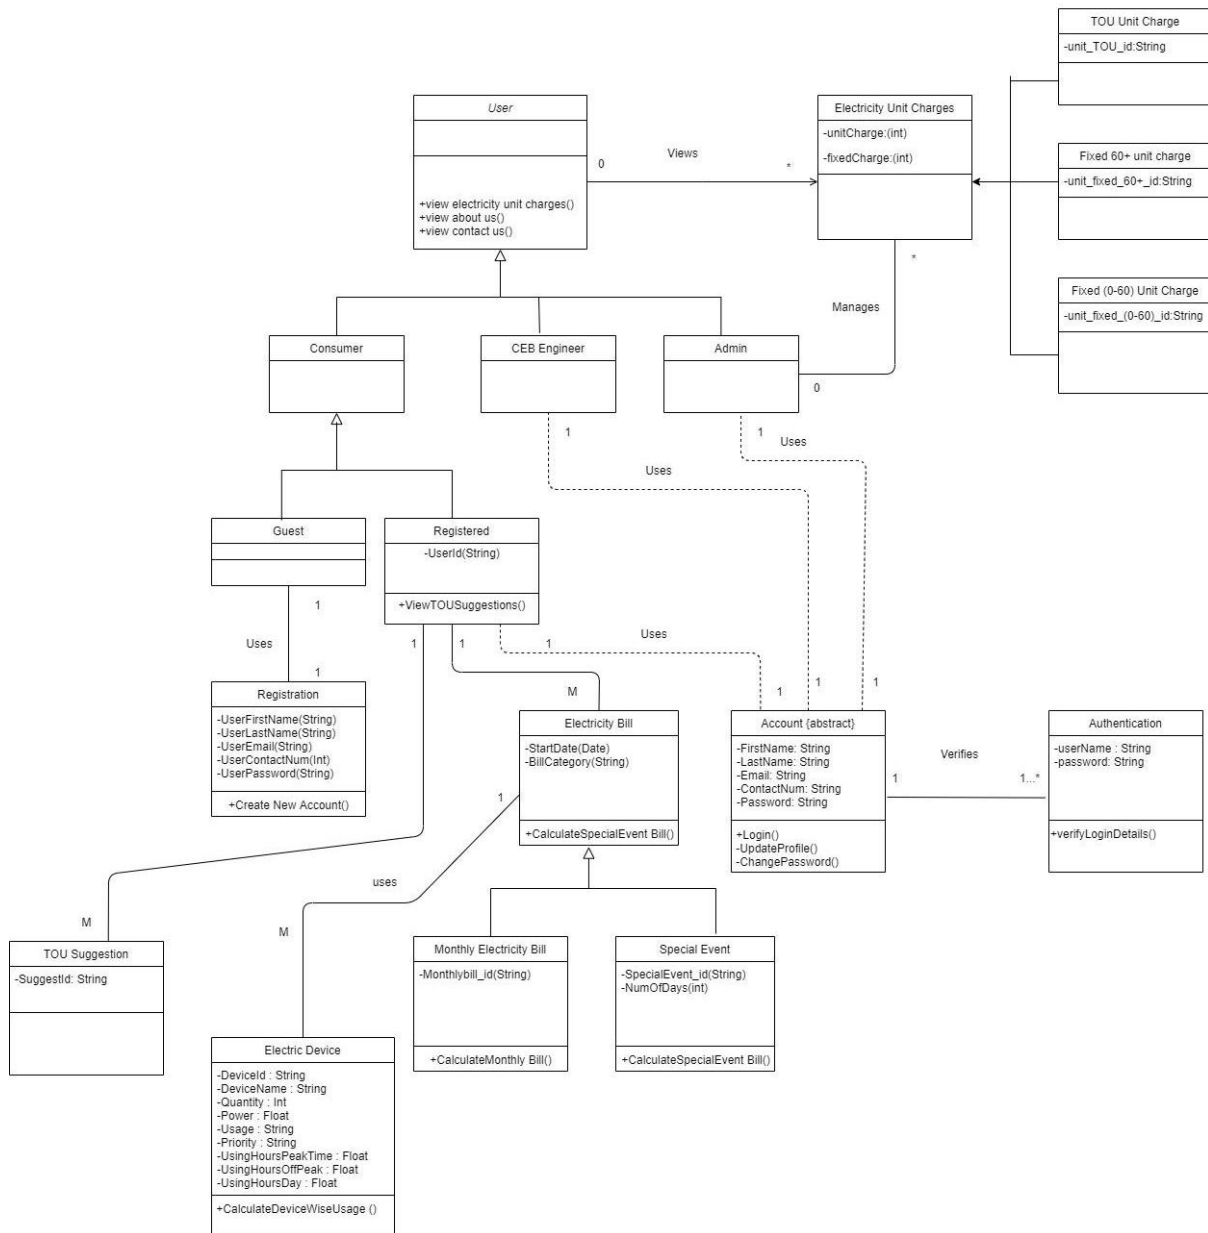 TOU Unit Charge
-unit_TOU_id:String
User
+view electricity unit charges()
+view about us()
+view contact us()
0
Views
*
Electricity Unit Charges
-unitCharge:(int)
-fixedCharge:(int)
Fixed 60+ unit charge
-unit_fixed_60+_id:String
Fixed (0-60) Unit Charge
-unit_fixed_(0-60)_id:String
*
Manages
0
Consumer
CEB Engineer
Admin
1
Uses
1
Uses
Guest
Registered
-UserId(String)
+ViewTOUSuggestions()
1
Uses
1
1
1
1
Uses
M
1
1
1
Registration
-UserFirstName(String)
-UserLastName(String)
-UserEmail(String)
-UserContactNum(Int)
-UserPassword(String)
+Create New Account()
Electricity Bill
-StartDate(Date)
-BillCategory(String)
+CalculateSpecialEvent Bill()
Account {abstract}
-FirstName: String
-LastName: String
-Email: String
-ContactNum: String
-Password: String
+Login()
-UpdateProfile()
-ChangePassword()
Verifies
1
1...*
Authentication
-userName : String
-password: String
+verifyLoginDetails()
1
uses
M
M
TOU Suggestion
-SuggestId: String
Monthly Electricity Bill
-Monthlybill_id(String)
+CalculateMonthly Bill()
Special Event
-SpecialEvent_id(String)
-NumOfDays(int)
+CalculateSpecialEvent Bill()
Electric Device
-DeviceId : String
-DeviceName : String
-Quantity : Int
-Power : Float
-Usage : String
-Priority : String
-UsingHoursPeakTime : Float
-UsingHoursOffPeak : Float
-UsingHoursDay : Float
+CalculateDeviceWiseUsage ()